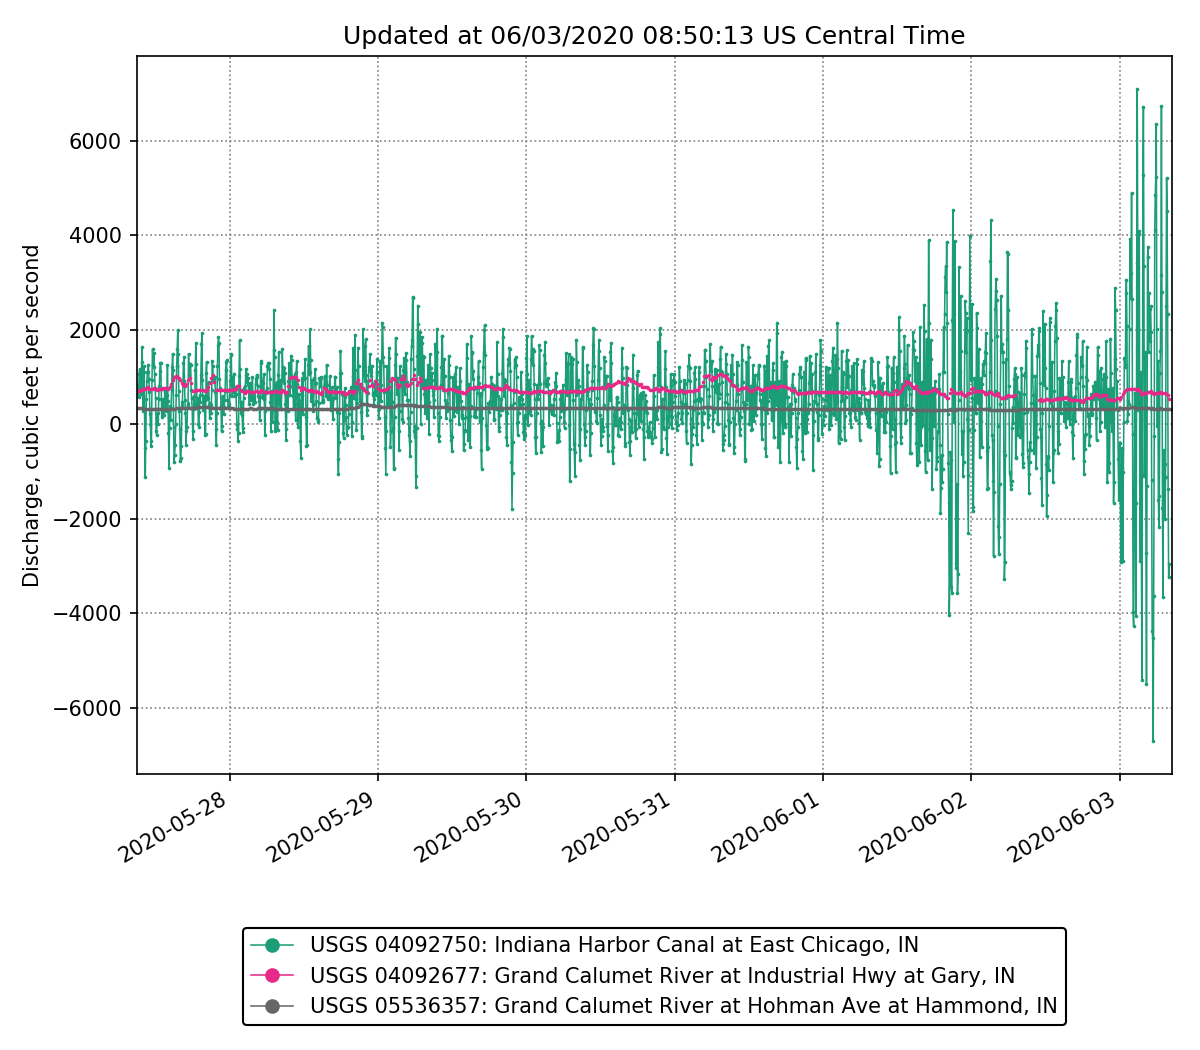 Updated at 06/03/2020 08:50:13 US Central Time
Discharge, cubic feet per second
6000
4000
2000
0
−2000
−4000
−6000
2020-05-28
2020-05-29
2020-05-30
2020-05-31
2020-06-01
2020-06-02
2020-06-03
USGS 04092750: Indiana Harbor Canal at East Chicago, IN
USGS 04092677: Grand Calumet River at Industrial Hwy at Gary, IN
USGS 05536357: Grand Calumet River at Hohman Ave at Hammond, IN